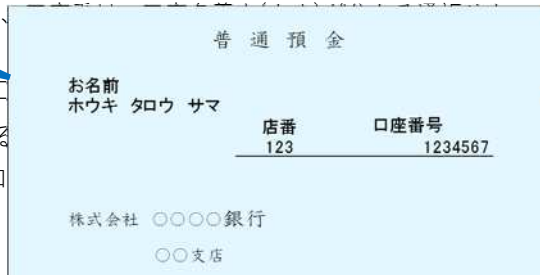 普通預金
お名前
ホウキ タロウ サマ
店番 口座番号
123 1234567
株式会社 ○○○○銀行
○○支店